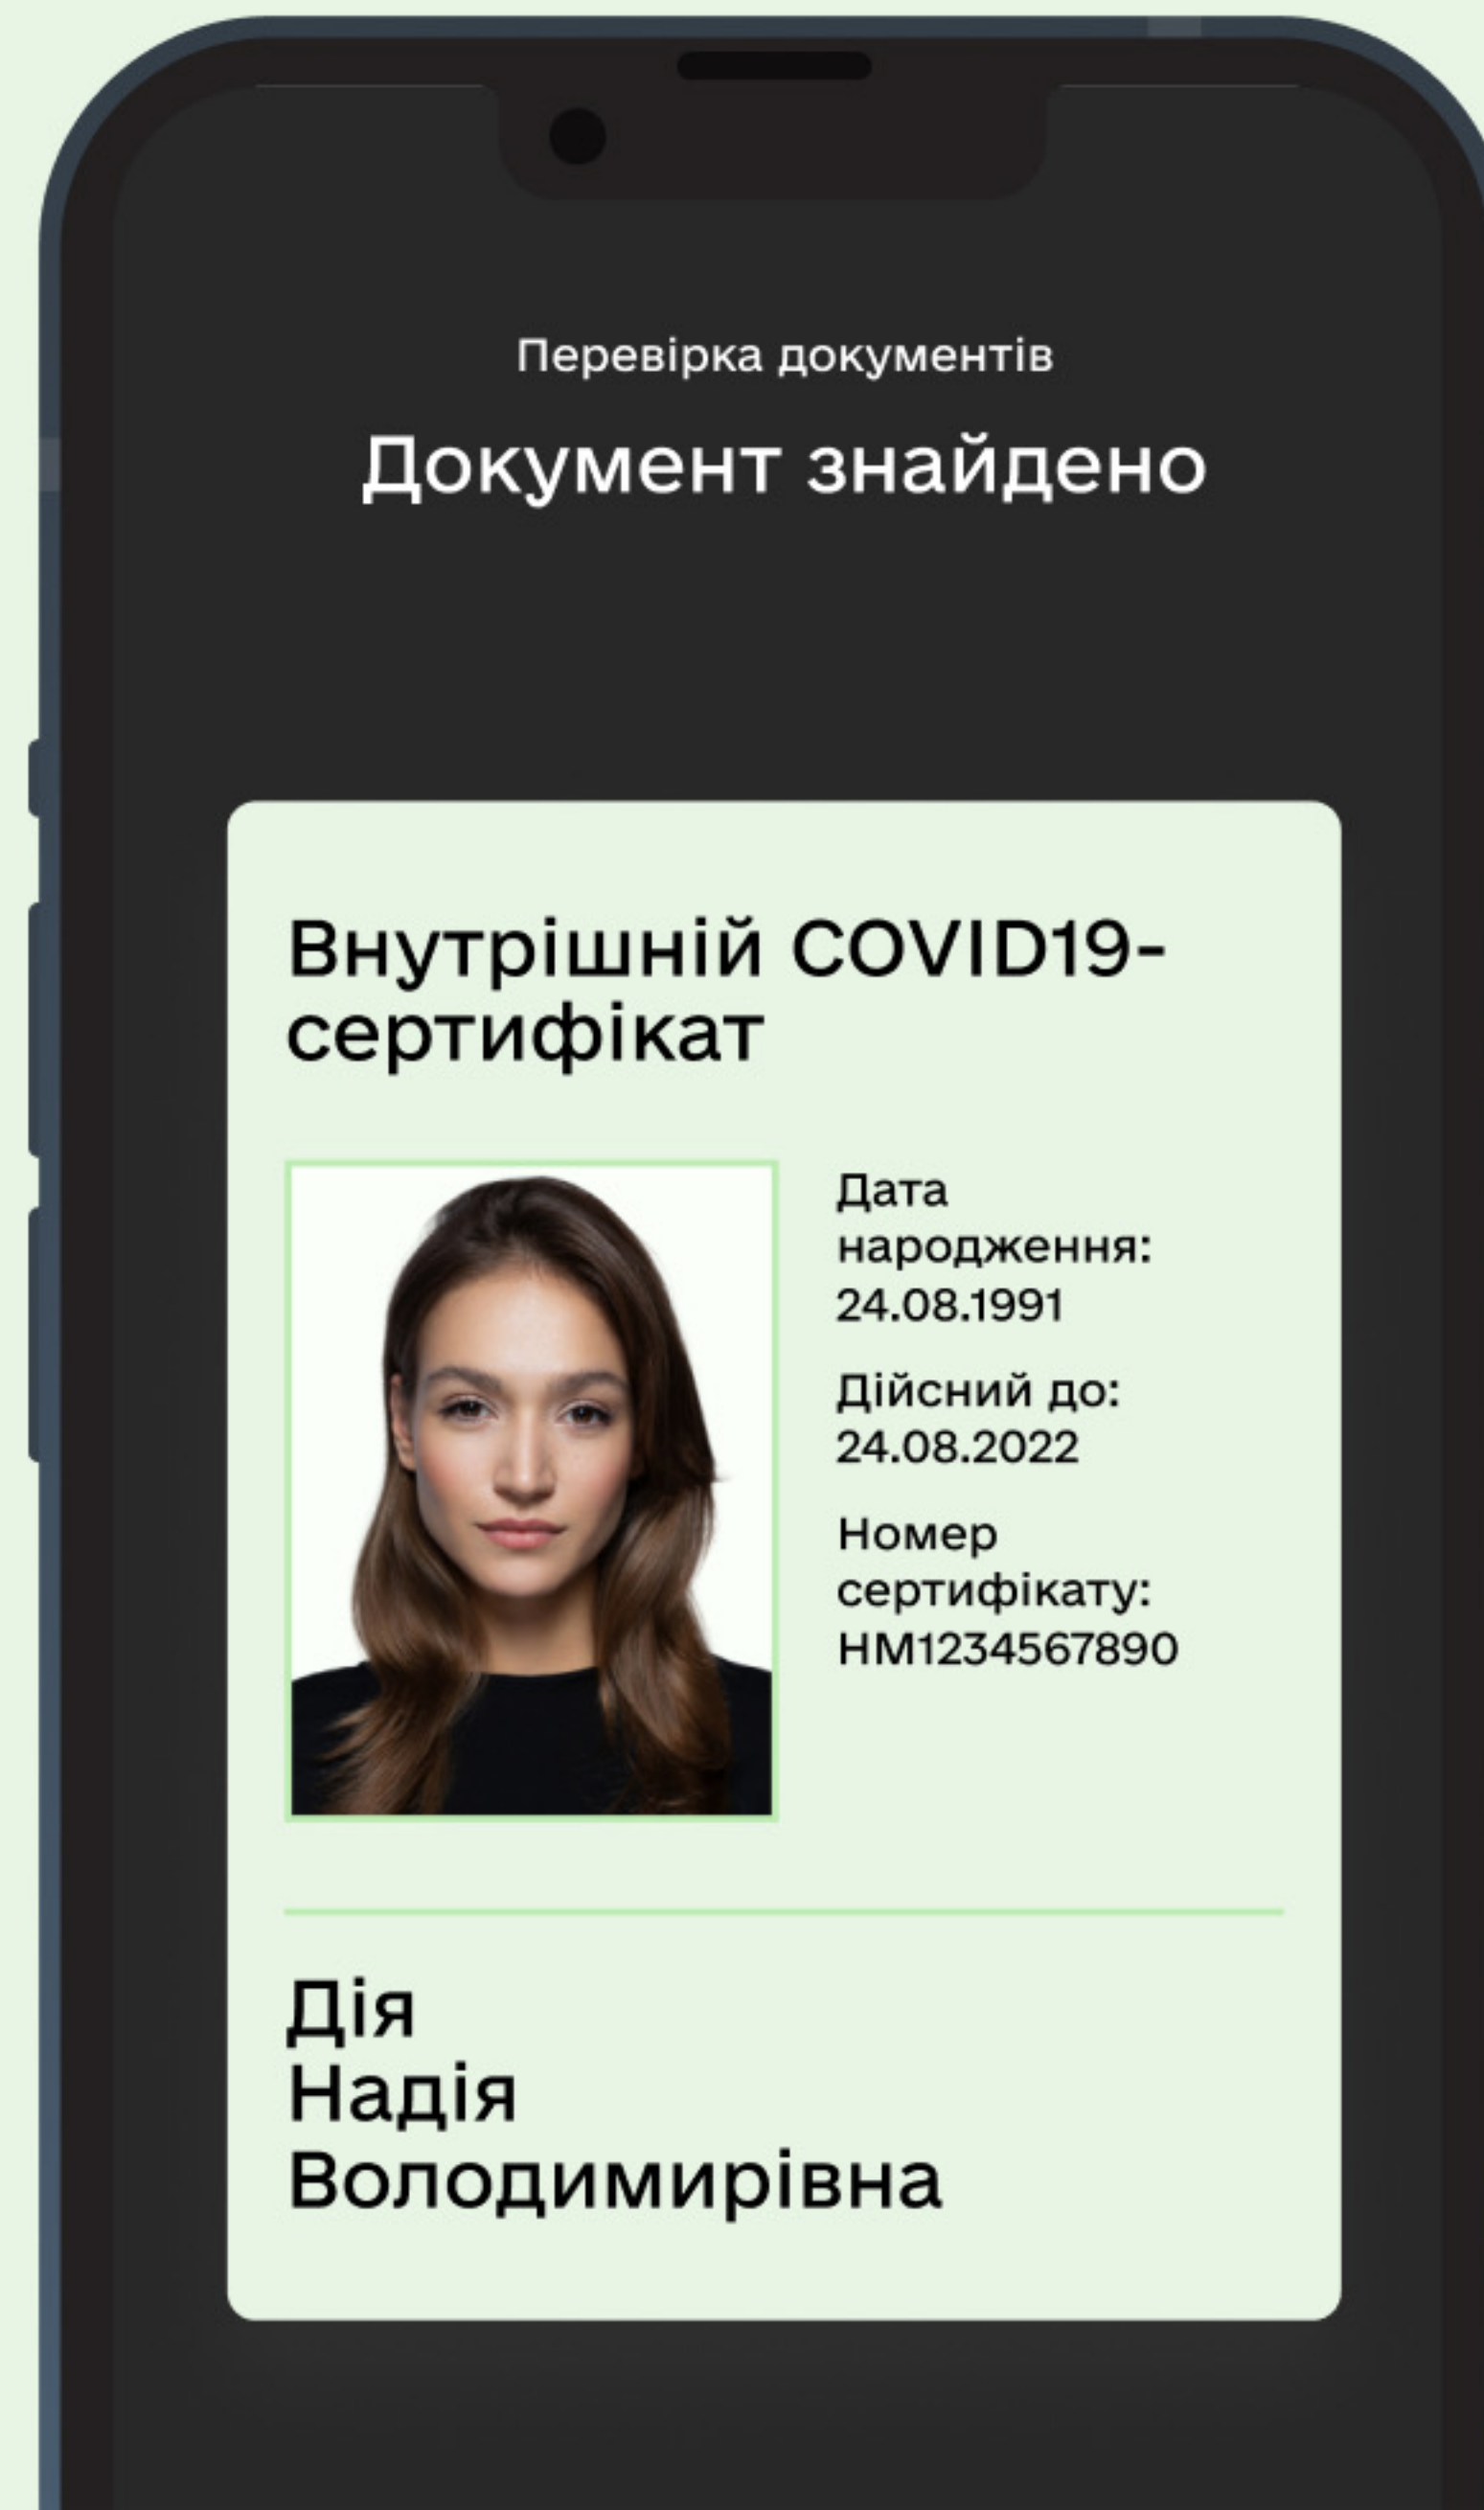 Перевірка документів
Документ знайдено
Внутрішній COVID19-
сертифікат
Дата
народження:
24.08.1991
Дійсний до:
24.08.2022
Номер
сертифікату:
НМ1234567890
Дія
Надія
Володимирівна